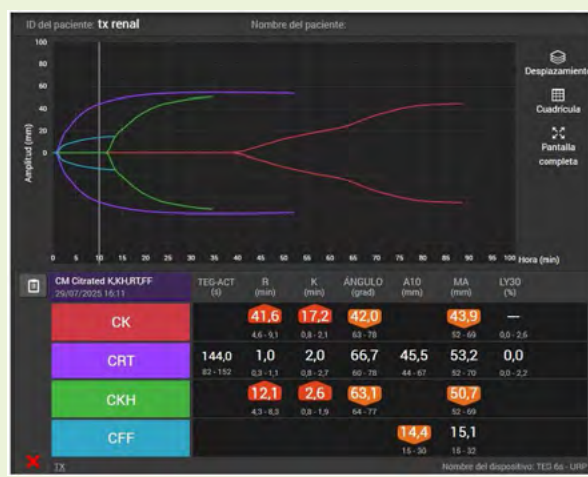 ID del paciente: tx renal Nombre del paciente:
Amplitud (mm)
100
80
60
40
20
0
Desplazamiento
Cuadrícula
Pantalla completa
0 5 10 15 20 25 30 35 40 45 50 55 60 65 70 75 80 85 90 95 100 Hora (min)
CM Citrated K,KH,RT,FF
29/07/2025 16:11
TEG-ACT (s) R (min) K (min) ÁNGULO (grad) A10 (mm) MA (mm) LY30 (%)
CK 41,6 17,2 42,0 43,9 —
4,6 - 9,1 0,8 - 2,1 63 - 78 52 - 69 0,0 - 2,6
CRT 144,0 1,0 2,0 66,7 45,5 53,2 0,0
82 - 152 0,3 - 1,1 0,8 - 2,7 60 - 78 44 - 67 52 - 70 0,0 - 2,2
CKH 12,1 2,6 63,1 50,7
4,3 - 8,3 0,8 - 1,9 64 - 77 52 - 69
CFF 14,4 15,1
15 - 30 15 - 32
TX Nombre del dispositivo: TEG 6s - URP